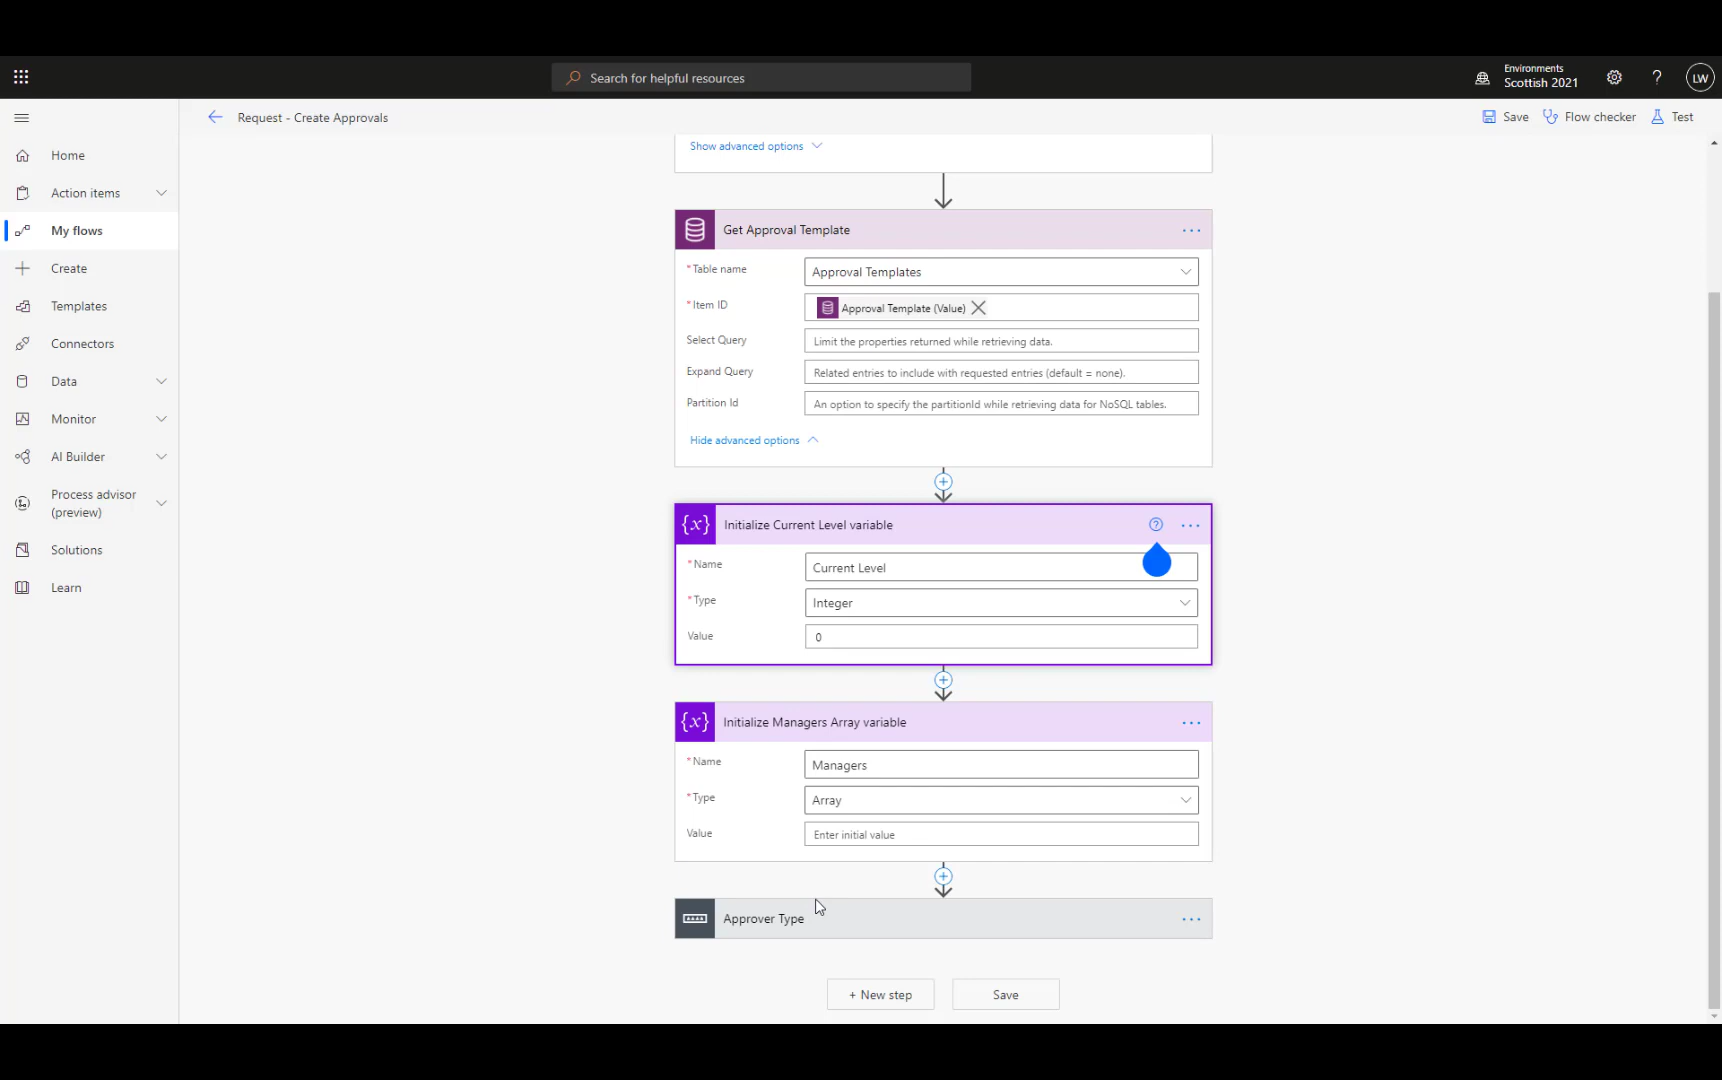 Search for helpful resources
Environments
Scottish 2021
?
LW
Request - Create Approvals
Save
Flow checker
Test
Home
Action items
My flows
Create
Templates
Connectors
Data
Monitor
AI Builder
Process advisor
(preview)
Solutions
Learn
Show advanced options
Get Approval Template
...
*Table name
Approval Templates
*Item ID
Approval Template (Value)
Select Query
Limit the properties returned while retrieving data.
Expand Query
Related entries to include with requested entries (default = none).
Partition Id
An option to specify the partitionId while retrieving data for NoSQL tables.
Hide advanced options
{x}
Initialize Current Level variable
?
...
*Name
Current Level
*Type
Integer
Value
0
{x}
Initialize Managers Array variable
...
*Name
Managers
*Type
Array
Value
Enter initial value
Approver Type
...
+ New step
Save